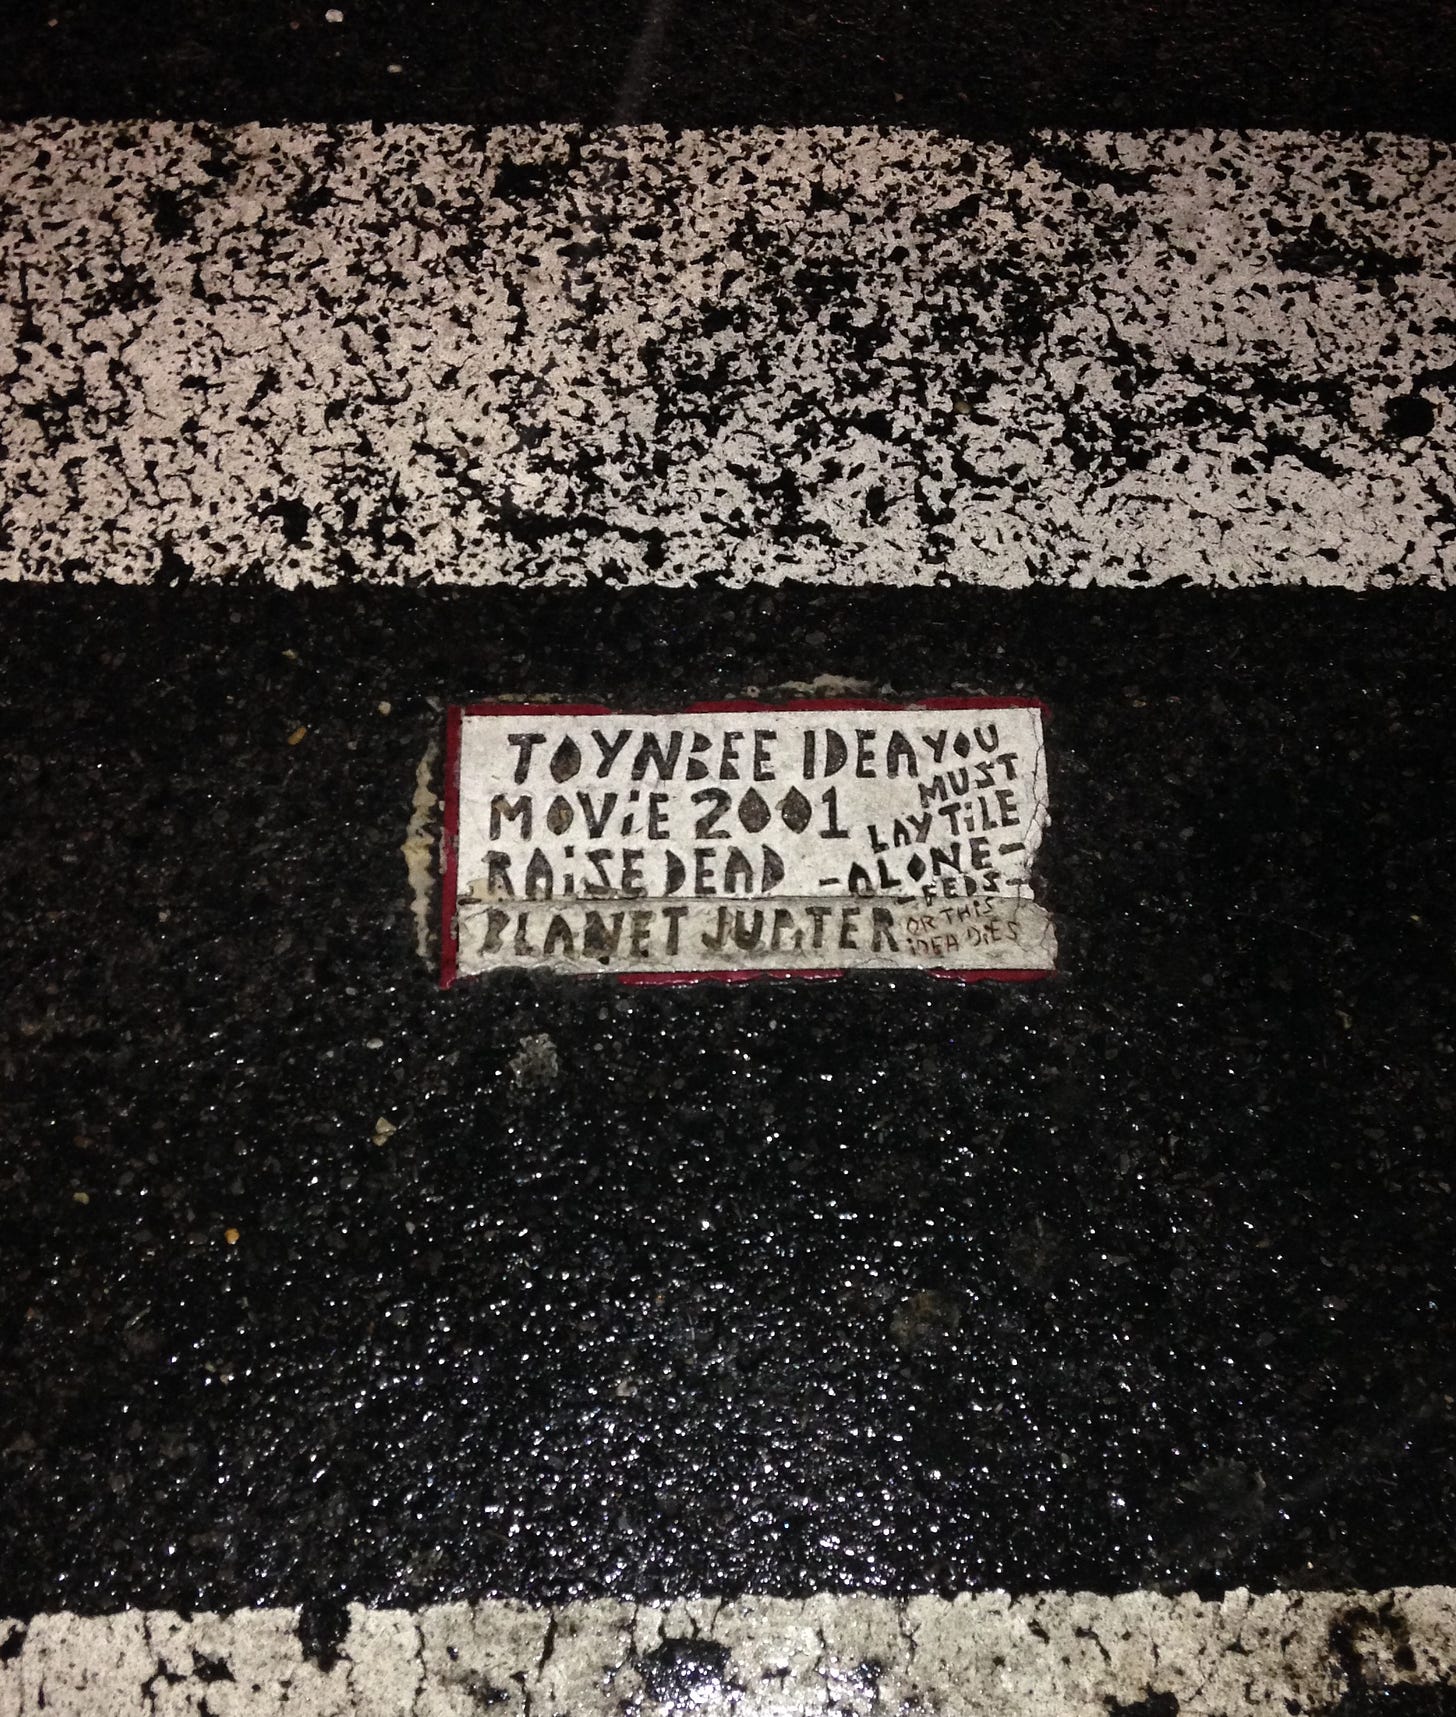 TOYNBEE IDEA
MOViE 2001
RAiSE DEAD
PLANET JUPiTER
YOU
MUST
LAY TiLE
-ALONE-
-FEDS-
OR THiS
iDEA DiES